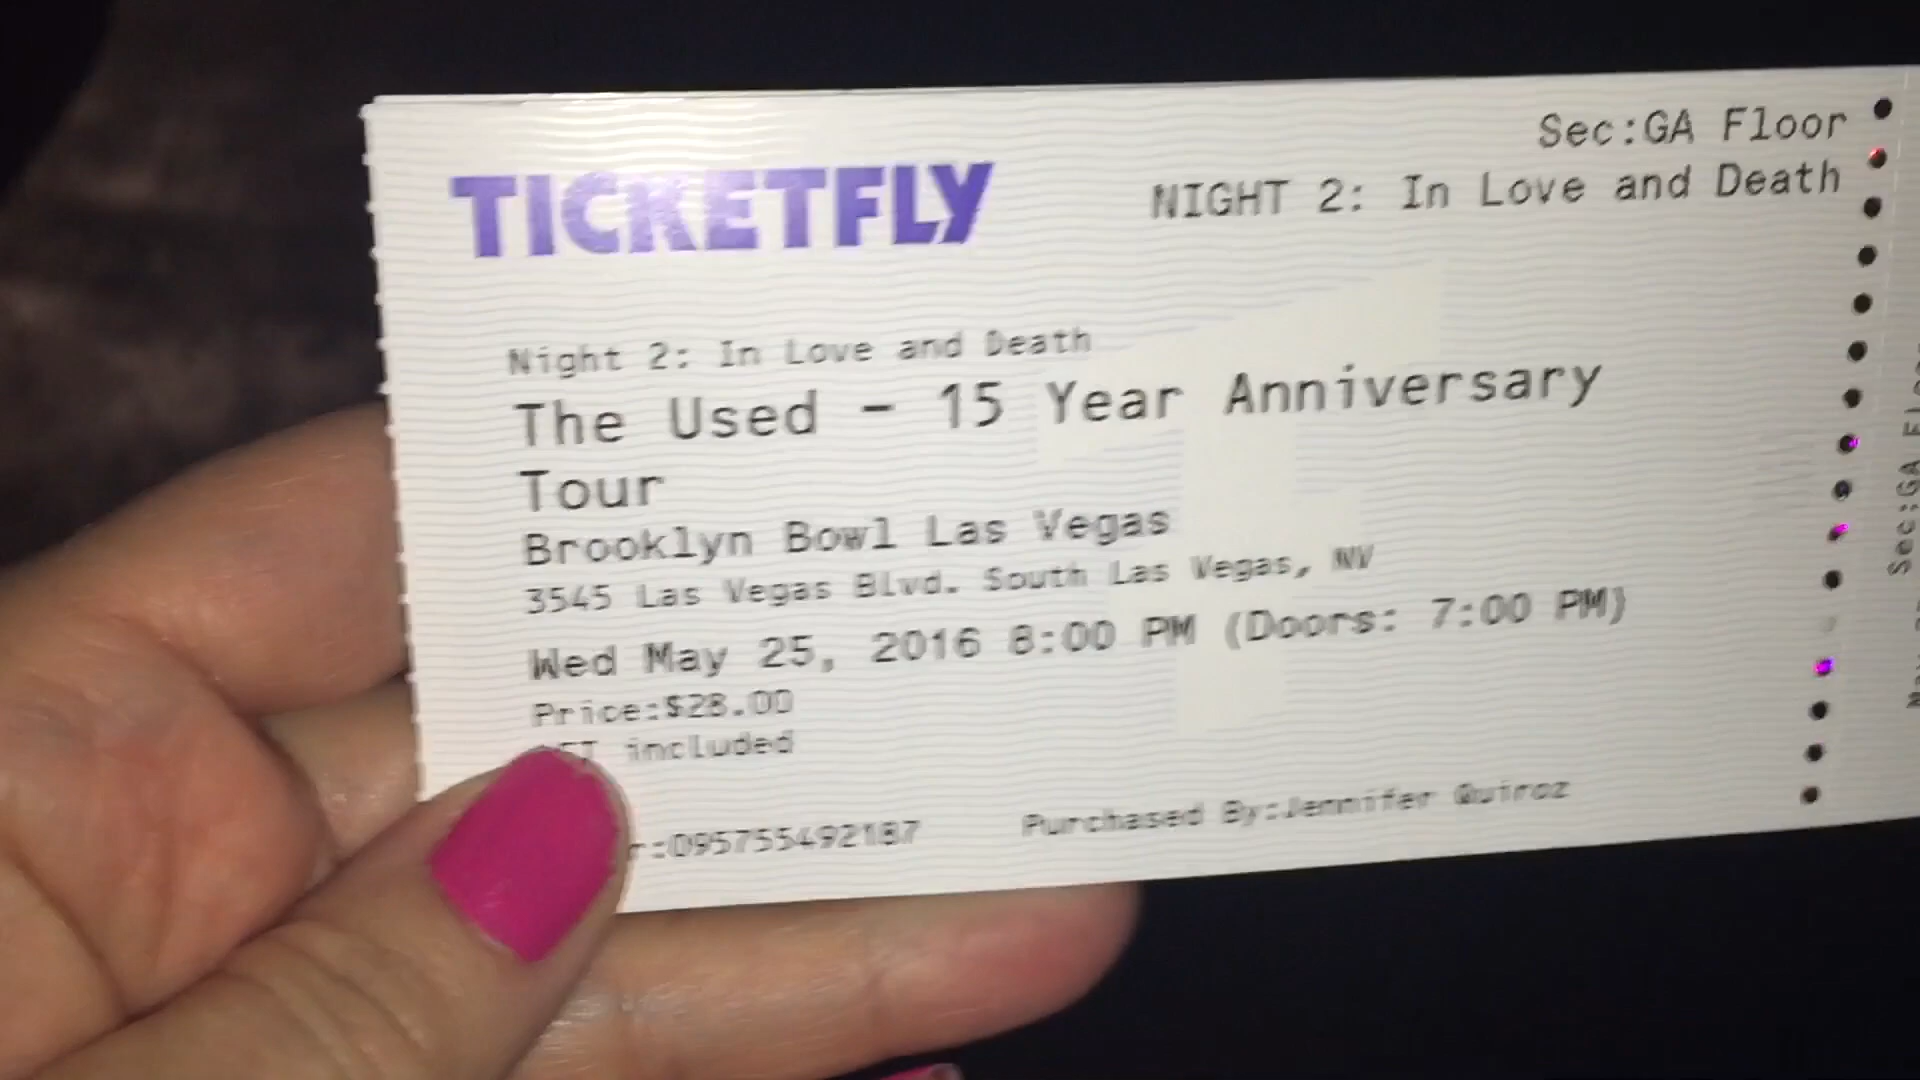 TICKETFLY
Sec:GA Floor
NIGHT 2: In Love and Death
Night 2: In Love and Death
The Used - 15 Year Anniversary
Tour
Brooklyn Bowl Las Vegas
3545 Las Vegas Blvd. South Las Vegas, NV
Wed May 25, 2016 8:00 PM (Doors: 7:00 PM)
Price:$28.00
included
r:095755492187
Purchased By:Jennifer Quiroz
Sec:GA Floor